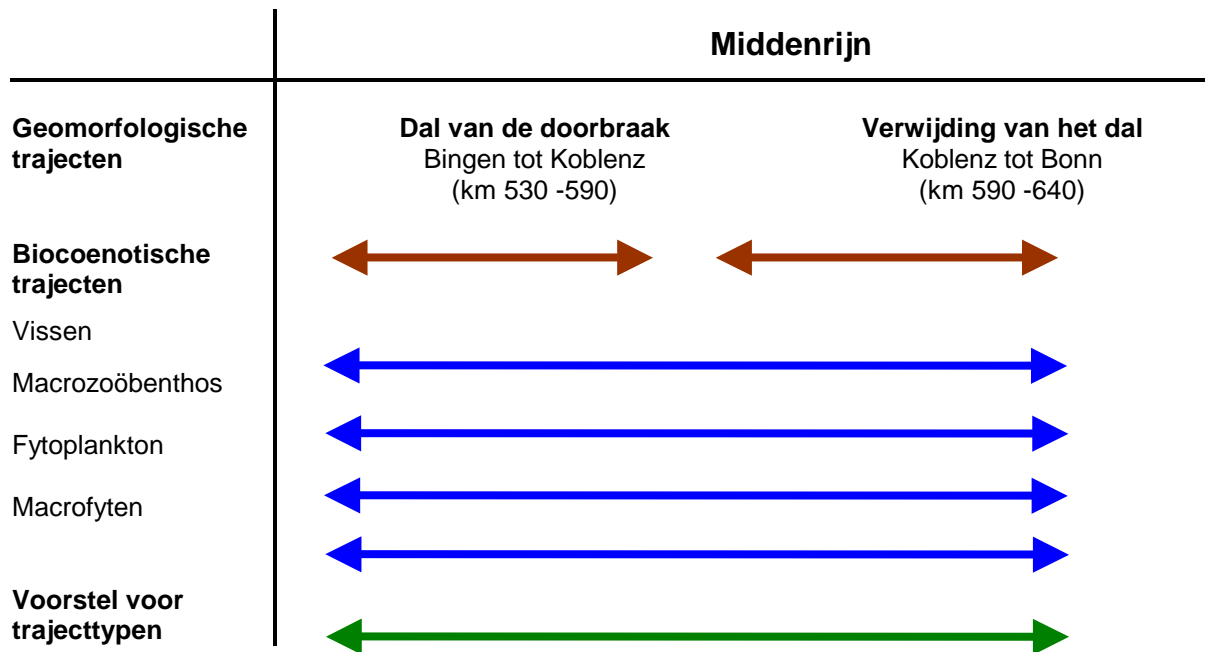 Middenrijn
Geomorfologische
trajecten
Dal van de doorbraak
Bingen tot Koblenz
(km 530 -590)
Verwijding van het dal
Koblenz tot Bonn
(km 590 -640)
Biocoenotische
trajecten
Vissen
Macrozoöbenthos
Fytoplankton
Macrofyten
Voorstel voor
trajecttypen